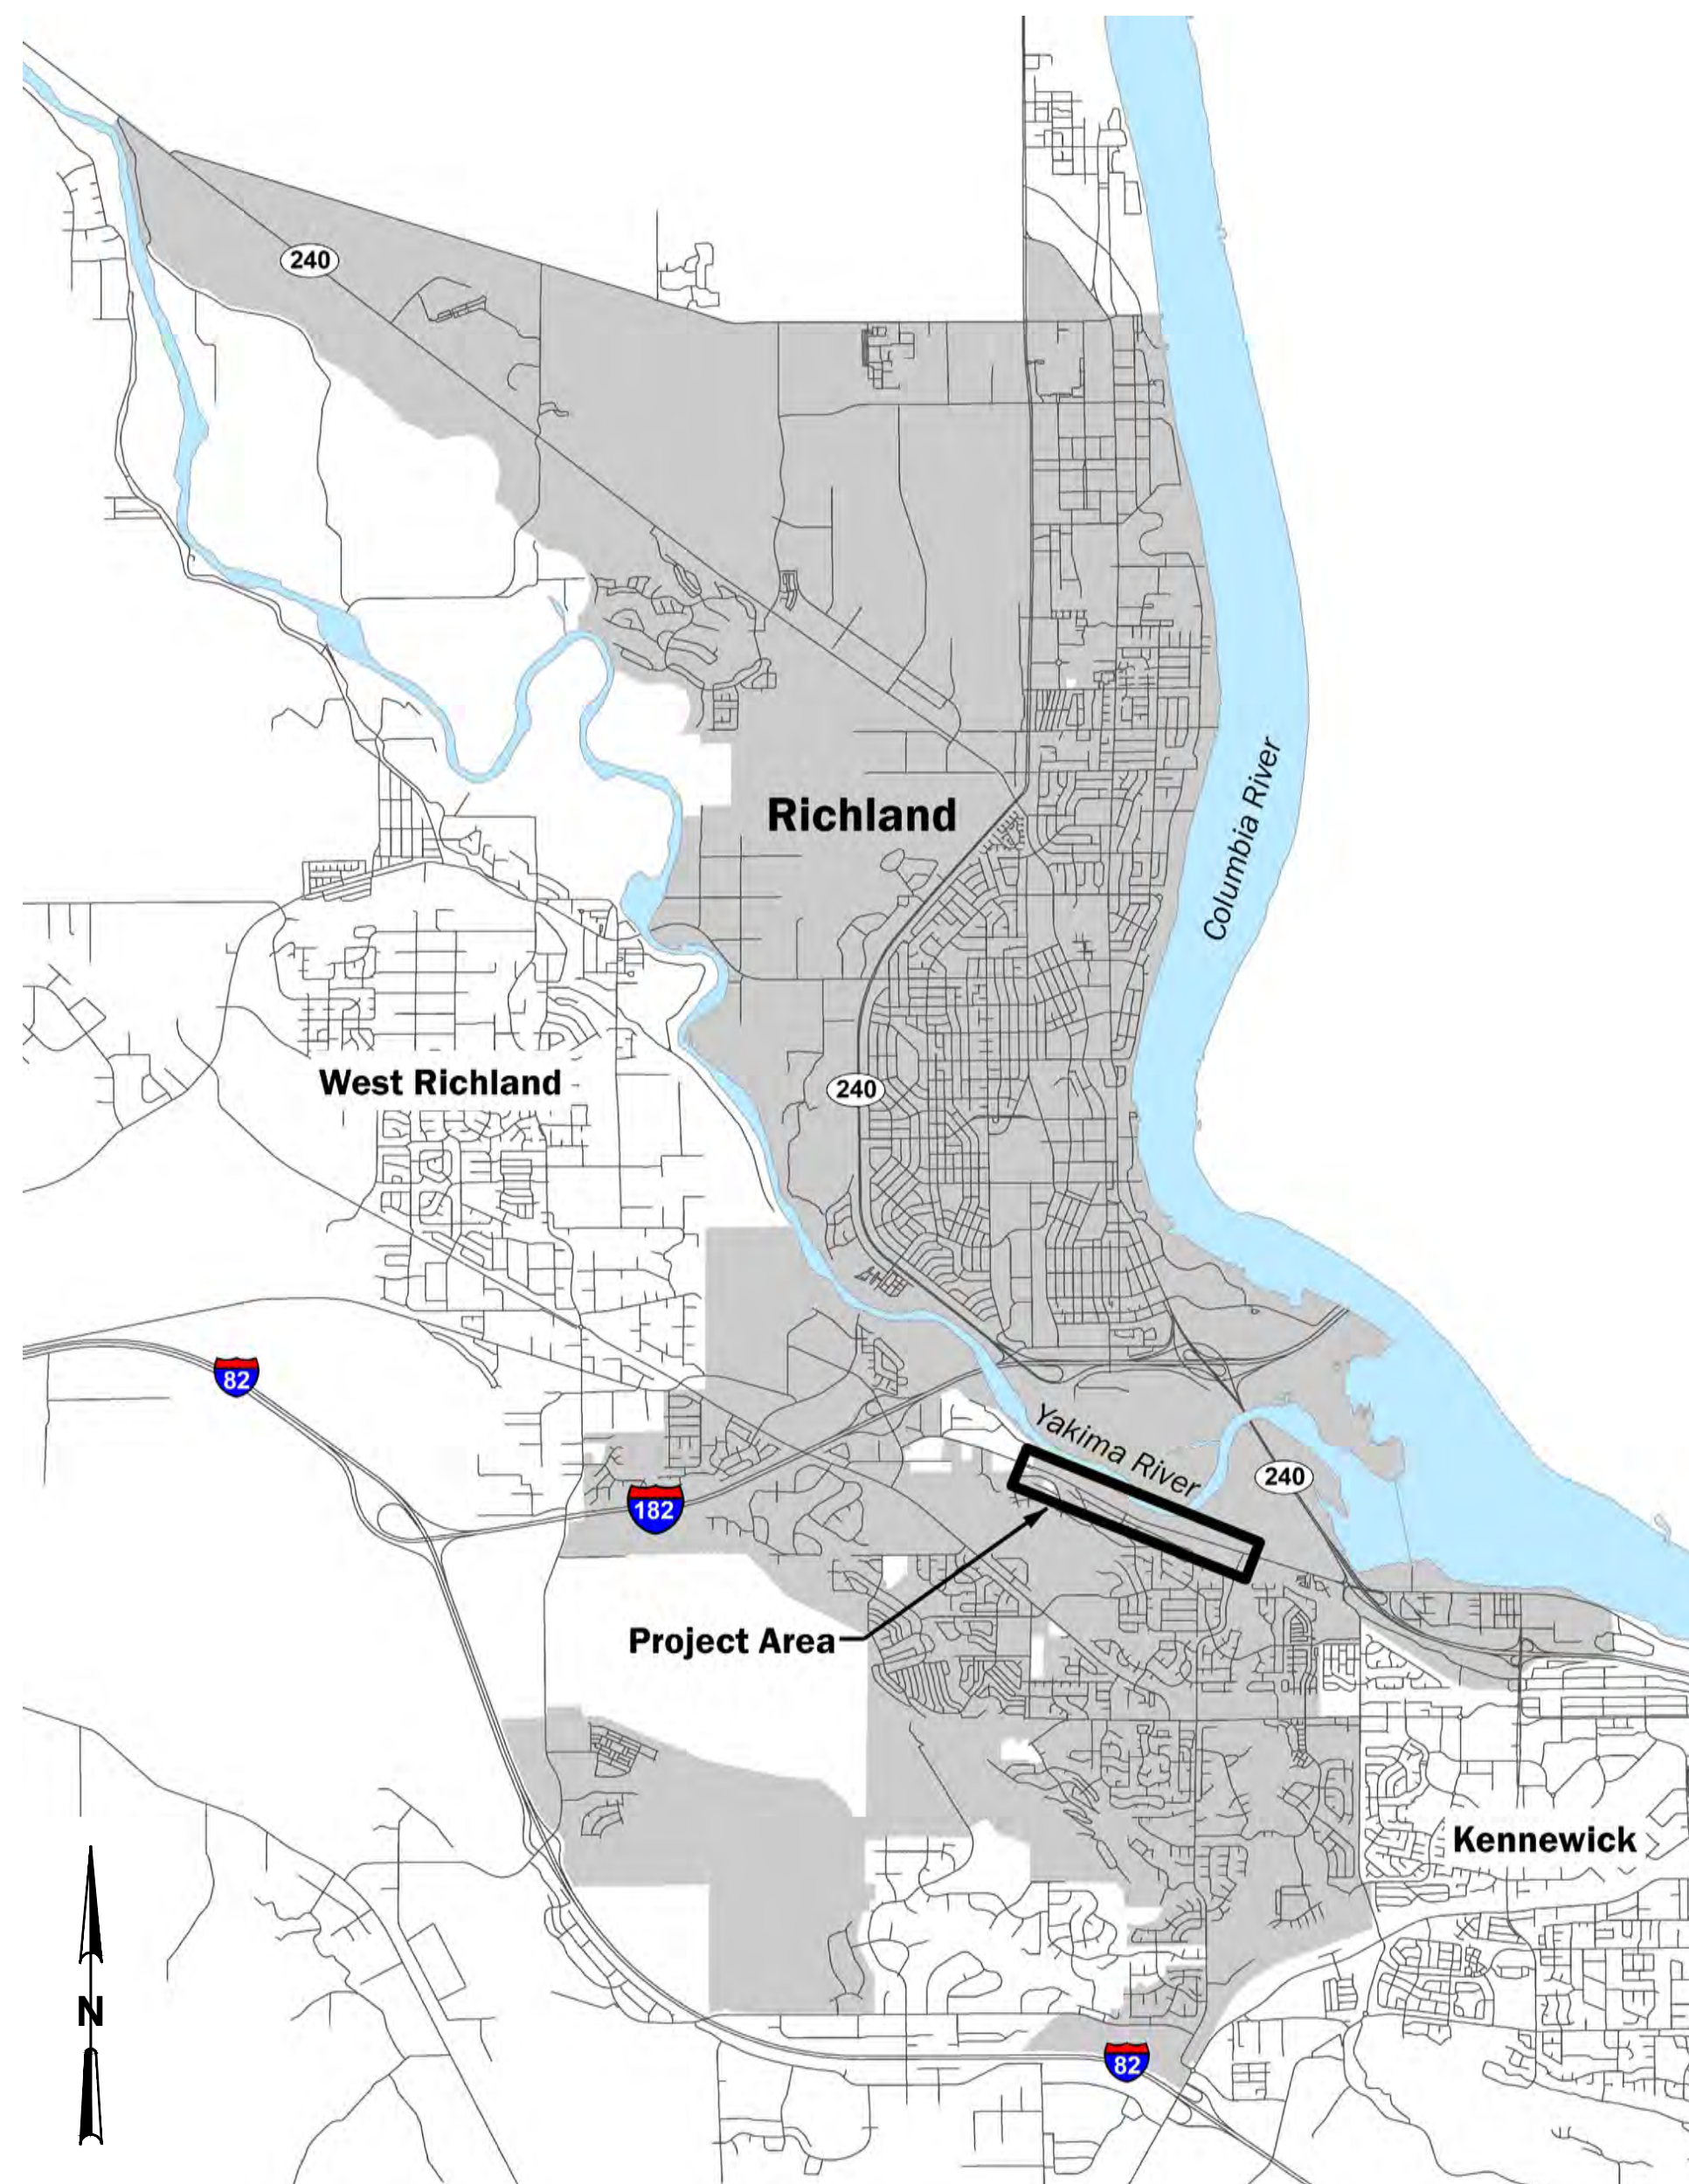 240
Richland
Columbia River
West Richland
240
82
Yakima River
240
182
Project Area
Kennewick
N
82